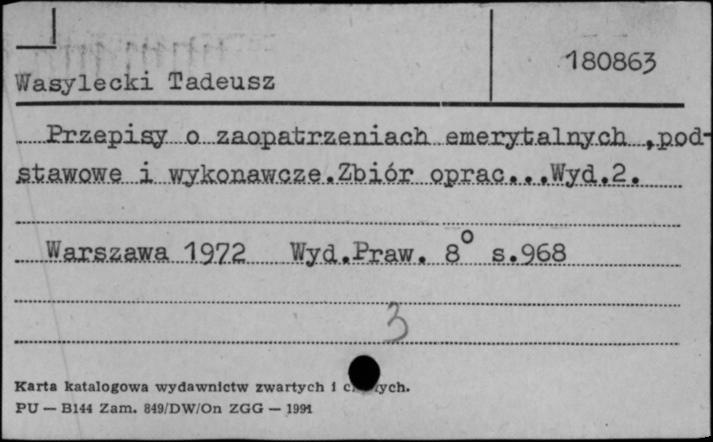 180863
Wasylecki Tadeusz
Przepisy o zaopatrzeniach emerytalnych ,pod-
stawowe i wykonawcze.Zbiór oprac...Wyd.2.
Warszawa 1972 Wyd.Praw. 8° s.968
3
Karta katalogowa wydawnictw zwartych i
PU — B144 Zam. 849/DW/On ZGG — 1991